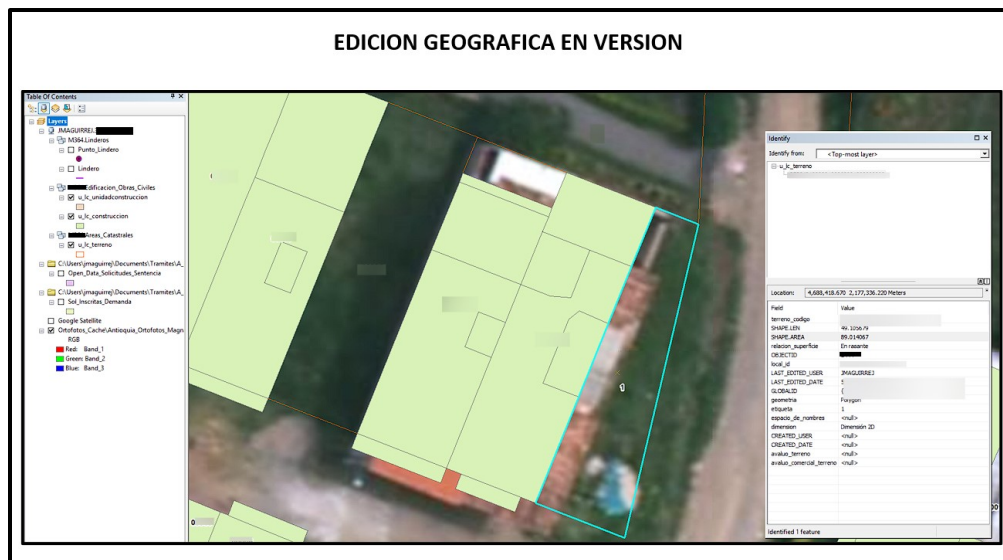 EDICION GEOGRAFICA EN VERSION
Table Of Contents
Layers
JMAGUIRREJ.
M364.Linderos
Punto_Lindero
Lindero
Edificacion_Obras_Civiles
u_lc_unidadconstruccion
u_lc_construccion
Areas_Catastrales
u_lc_terreno
C:\Users\jmaguirrej\Documents\Tramites\A_
Open_Data_Solicitudes_Sentencia
C:\Users\jmaguirrej\Documents\Tramites\A_
Sol_Inscritas_Demanda
Google Satellite
Ortofotos_Cache\Antioquia_Ortofotos_Magn
RGB
Red: Band_1
Green: Band_2
Blue: Band_3
1
0
00
Identify
Identify from: <Top-most layer>
u_lc_terreno
Location: 4,688,418.670 2,177,336.220 Meters
Field Value
terreno_codigo
SHAPE.LEN 49.105679
SHAPE.AREA 89.014067
relacion_superficie En rasante
OBJECTID
local_id
LAST_EDITED_USER JMAGUIRREJ
LAST_EDITED_DATE
GLOBALID {
geometria Polygon
etiqueta 1
espacio_de_nombres <null>
dimension Dimensión 2D
CREATED_USER <null>
CREATED_DATE <null>
avaluo_terreno <null>
avaluo_comercial_terreno <null>
Identified 1 feature